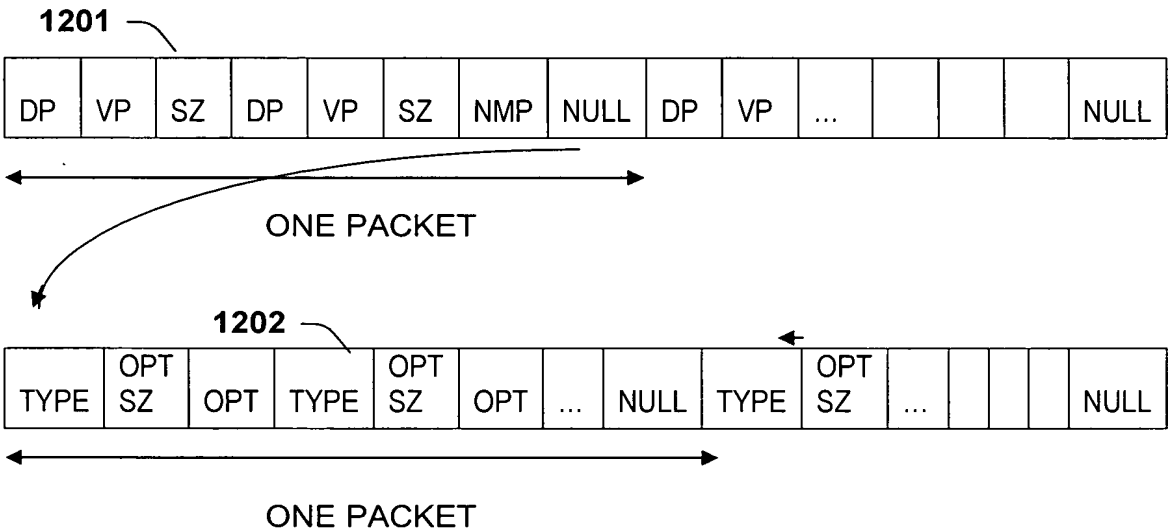 1201
DP VP SZ DP VP SZ NMP NULL DP VP ... NULL
ONE PACKET
1202
TYPE OPT SZ OPT TYPE OPT SZ OPT ... NULL TYPE OPT SZ ... NULL
ONE PACKET